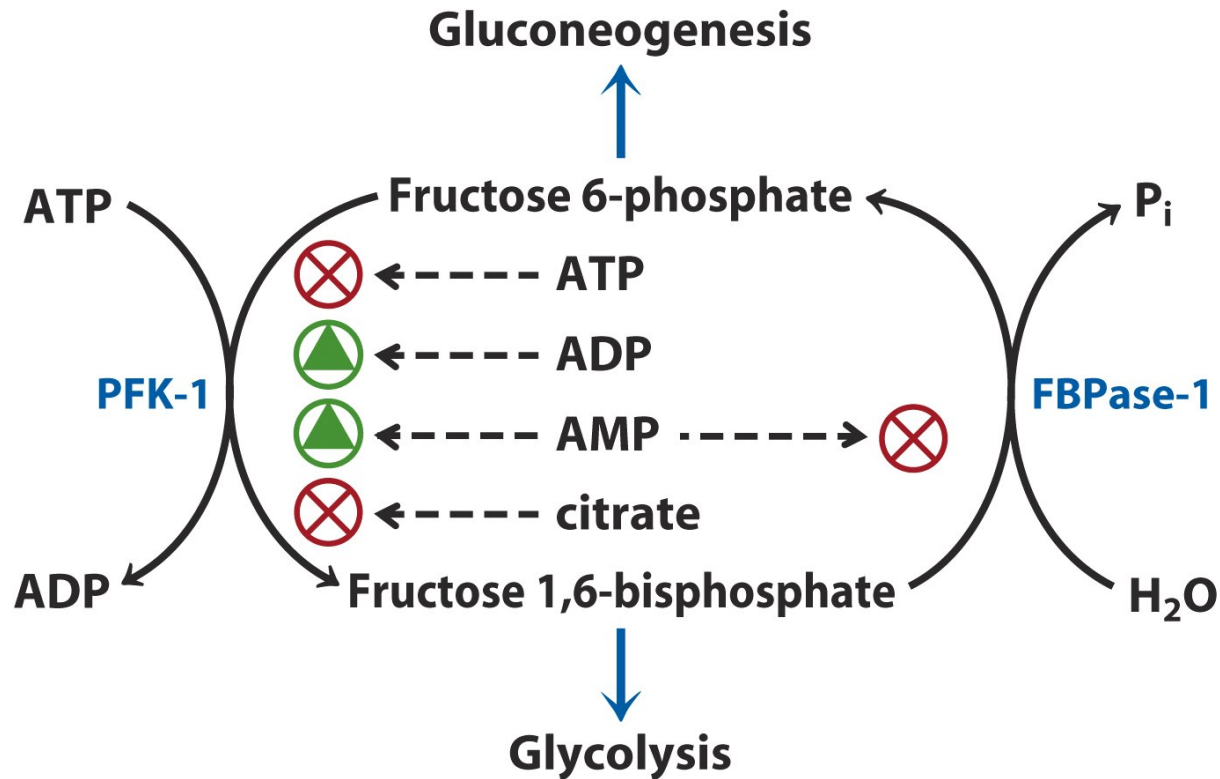 Gluconeogenesis
ATP
Fructose 6-phosphate
Pi
ATP
ADP
PFK-1
AMP
FBPase-1
citrate
ADP
Fructose 1,6-bisphosphate
H₂O
Glycolysis